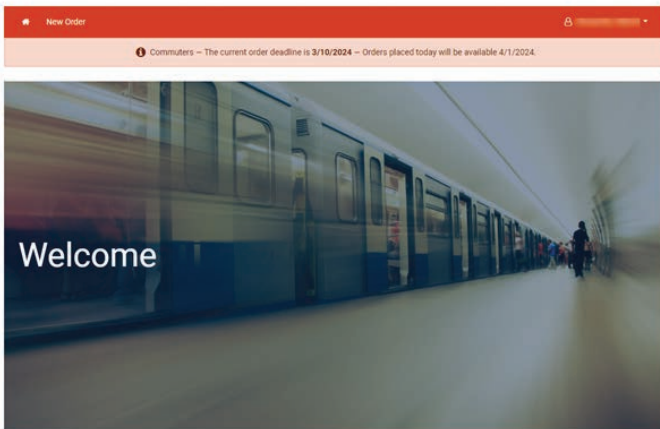 New Order
Commuters – The current order deadline is 3/10/2024 – Orders placed today will be available 4/1/2024.
Welcome